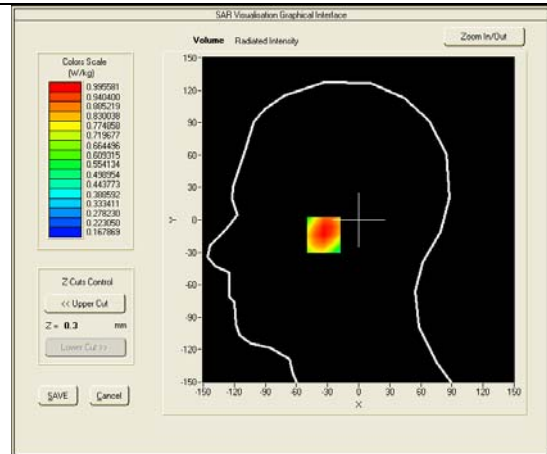 SAR Visualisation Graphical Interface
Volume Radiated Intensity
Zoom In/Out
Colors Scale
(W/kg)
0.995581
0.940400
0.885219
0.830038
0.774858
0.719677
0.664496
0.609315
0.554134
0.498954
0.443773
0.388592
0.333411
0.278230
0.223050
0.167869
Z Cuts Control
<< Upper Cut
Z = 0.3 mm
Lower Cut >>
SAVE Cancel
150
120
90
60
30
0
-30
-60
-90
-120
-150
Y
-150 -120 -90 -60 -30 0 30 60 90 120 150
X